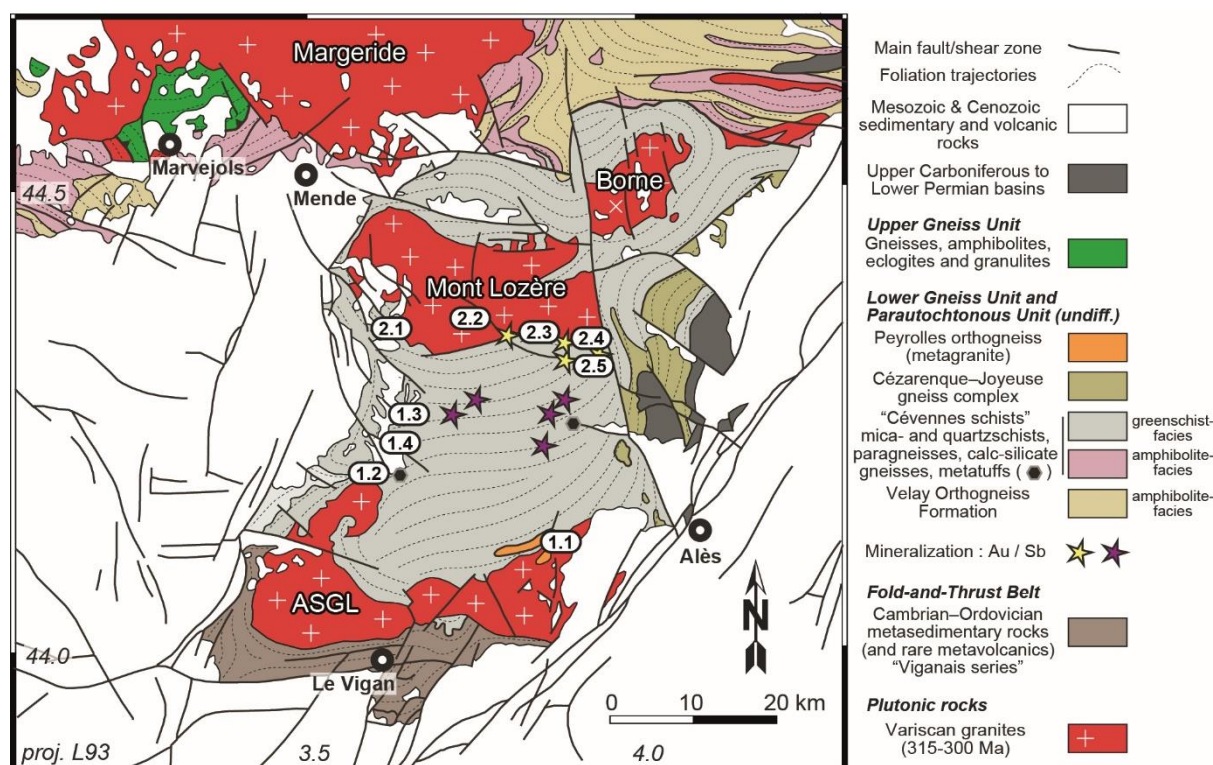 Margeride
Marvejols
Mende
Borne
44.5
Mont Lozère
2.1
2.2
2.3
2.4
2.5
1.3
1.4
1.2
1.1
Alès
ASGL
N
44.0
Le Vigan
0 10 20 km
proj. L93
3.5
4.0
Main fault/shear zone
Foliation trajectories
Mesozoic & Cenozoic
sedimentary and volcanic
rocks
Upper Carboniferous to
Lower Permian basins
Upper Gneiss Unit
Gneisses, amphibolites,
eclogites and granulites
Lower Gneiss Unit and
Parautochtonous Unit (undiff.)
Peyrolles orthogneiss
(metagranite)
Cézarenque–Joyeuse
gneiss complex
“Cévennes schists”
mica- and quartzschists,
paragneisses, calc-silicate
gneisses, metatuffs ( )
greenschist-
facies
amphibolite-
facies
Velay Orthogneiss
Formation
amphibolite-
facies
Mineralization : Au / Sb
Fold-and-Thrust Belt
Cambrian–Ordovician
metasedimentary rocks
(and rare metavolcanics)
“Viganais series”
Plutonic rocks
Variscan granites
(315-300 Ma)